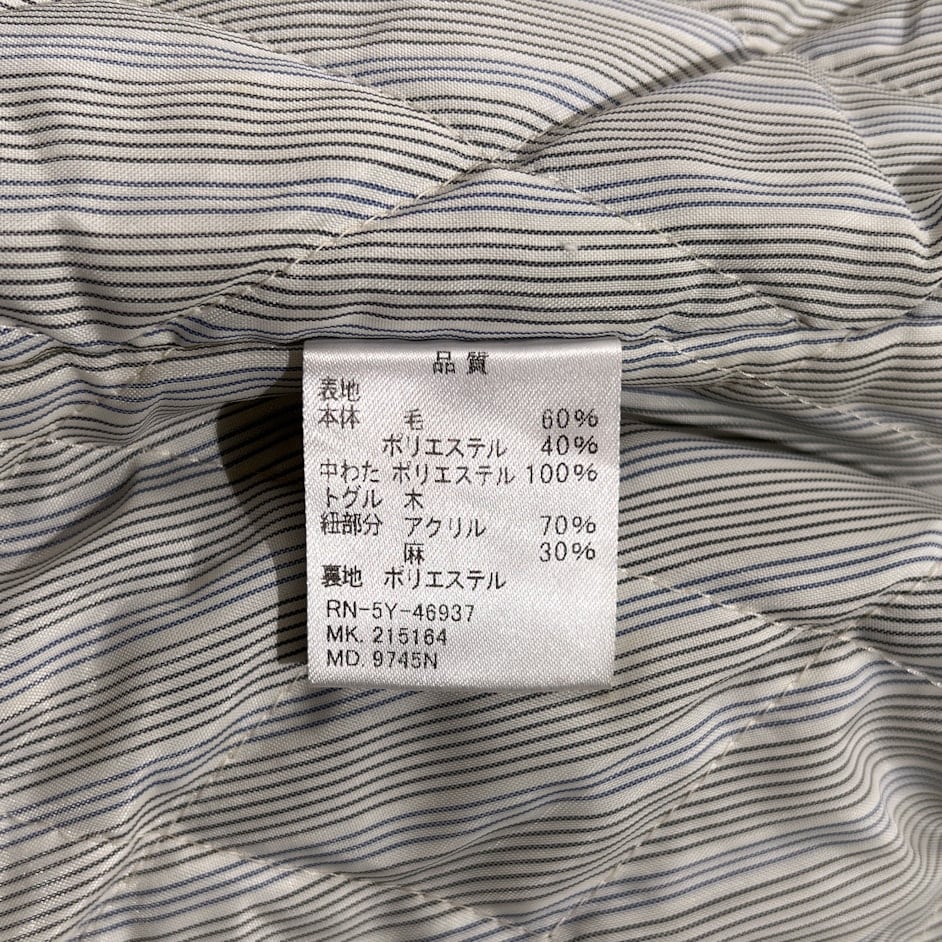 品質
表地
本体 毛 60%
ポリエステル 40%
中わた ポリエステル 100%
トグル 木
紐部分 アクリル 70%
麻 30%
裏地 ポリエステル
RN-5Y-46937
MK. 215164
MD. 9745N